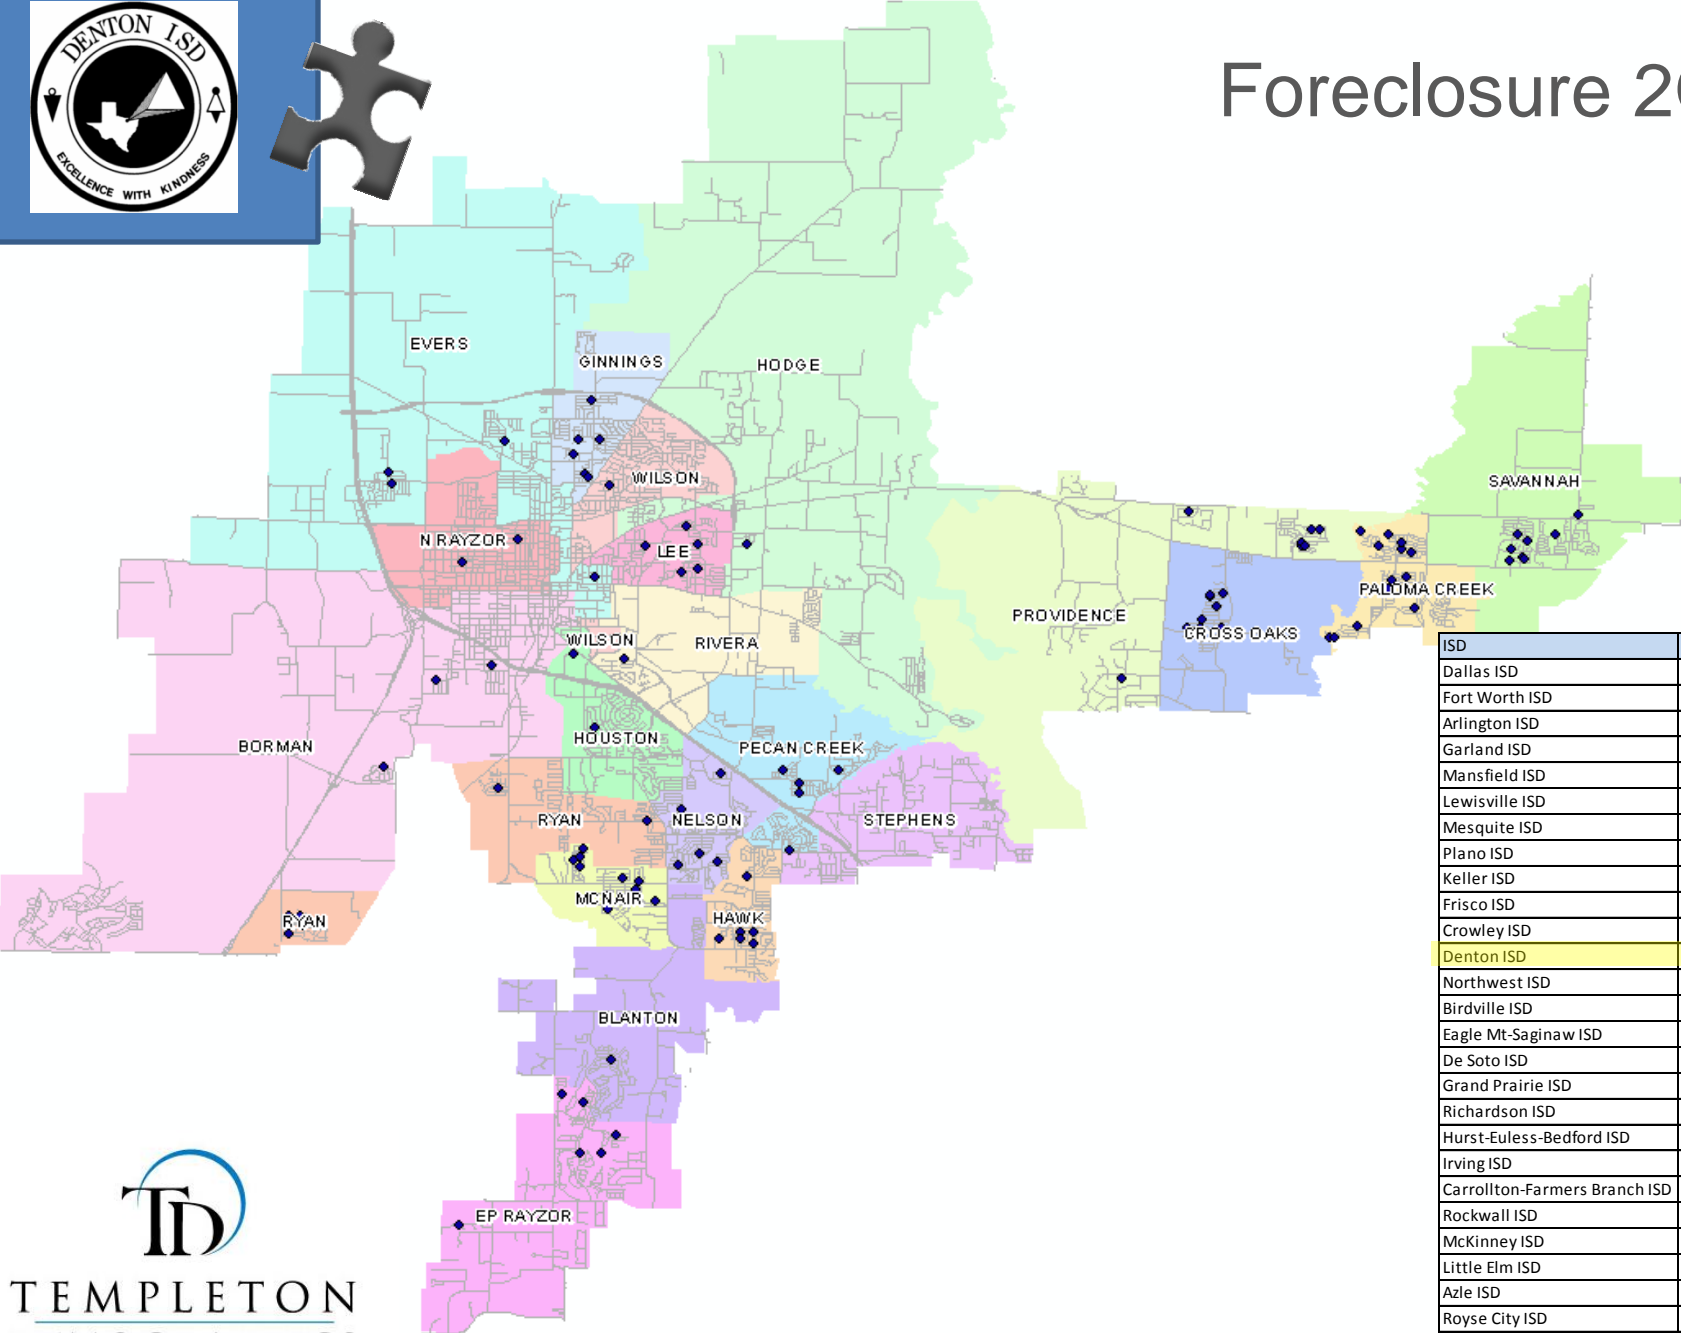 DENTON ISD
EXCELLENCE WITH KINDNESS
Foreclosure
EVERS
GINNINGS
HODGE
WILSON
SAVANNAH
N RAYZOR
LEE
PALOMA CREEK
PROVIDENCE
CROSS OAKS
WILSON
RIVERA
HOUSTON
BORMAN
PECAN CREEK
RYAN
NELSON
STEPHENS
MCNAIR
RYAN
HAWK
BLANTON
EP RAYZOR
ISD
Dallas ISD
Fort Worth ISD
Arlington ISD
Garland ISD
Mansfield ISD
Lewisville ISD
Mesquite ISD
Plano ISD
Keller ISD
Frisco ISD
Crowley ISD
Denton ISD
Northwest ISD
Birdville ISD
Eagle Mt-Saginaw ISD
De Soto ISD
Grand Prairie ISD
Richardson ISD
Hurst-Euless-Bedford ISD
Irving ISD
Carrollton-Farmers Branch ISD
Rockwall ISD
McKinney ISD
Little Elm ISD
Azle ISD
Royse City ISD
TD
TEMPLETON